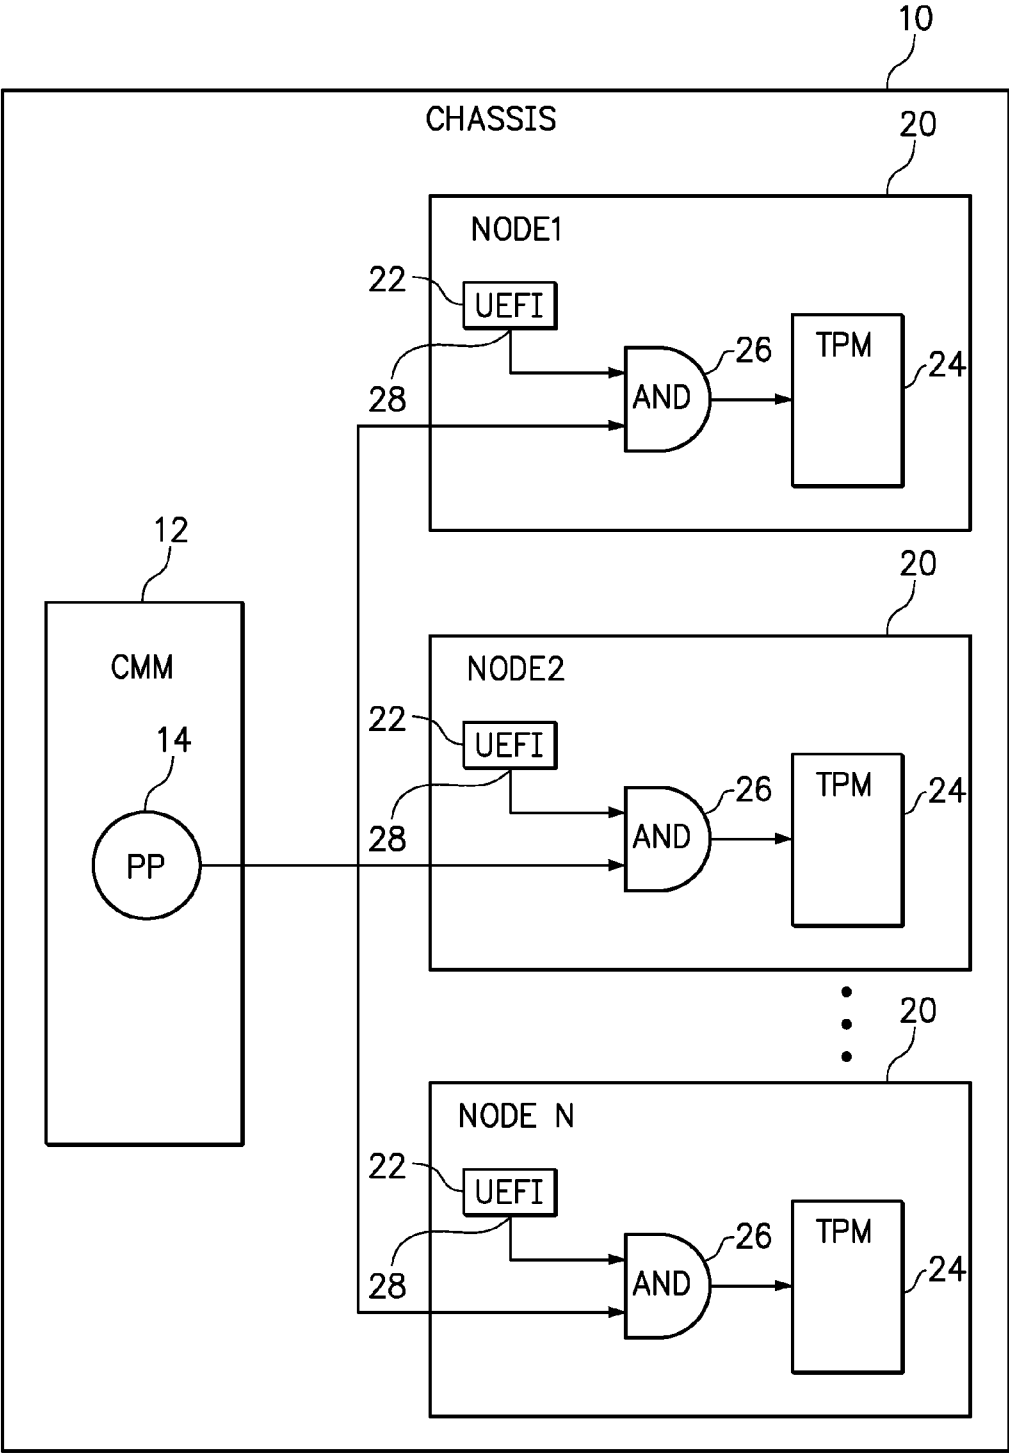 10
CHASSIS
20
NODE1
22
UEFI
28
AND
26
TPM
24
12
CMM
14
PP
20
NODE2
22
UEFI
28
AND
26
TPM
24
20
NODE N
22
UEFI
28
AND
26
TPM
24